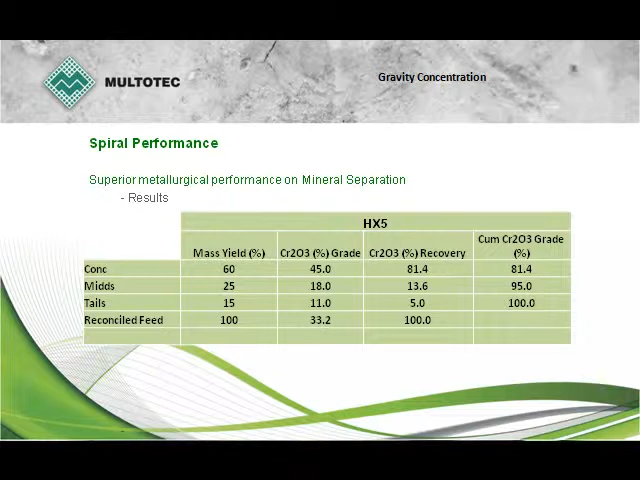 MULTOTEC
Gravity Concentration
Spiral Performance
Superior metallurgical performance on Mineral Separation
- Results
HX5
Mass Yield (%) Cr2O3 (%) Grade Cr2O3 (%) Recovery Cum Cr2O3 Grade (%)
Conc 60 45.0 81.4 81.4
Midds 25 18.0 13.6 95.0
Tails 15 11.0 5.0 100.0
Reconciled Feed 100 33.2 100.0